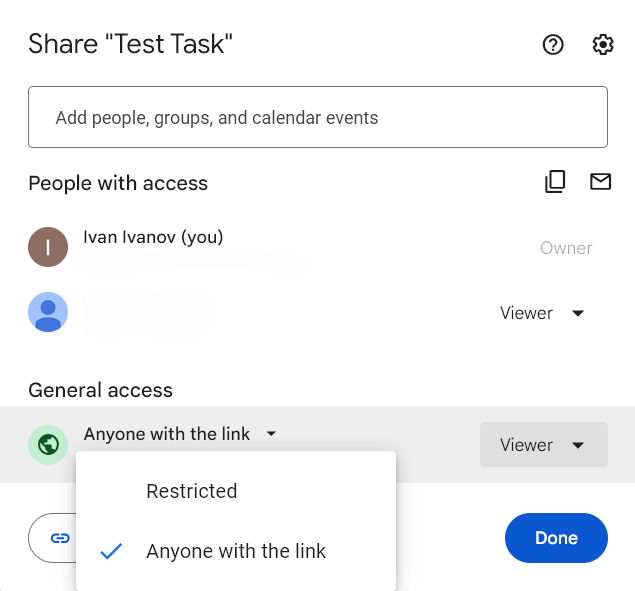 Share "Test Task"
Add people, groups, and calendar events
People with access
I
Ivan Ivanov (you)
Owner
Viewer
General access
Anyone with the link
Viewer
Restricted
Anyone with the link
Done